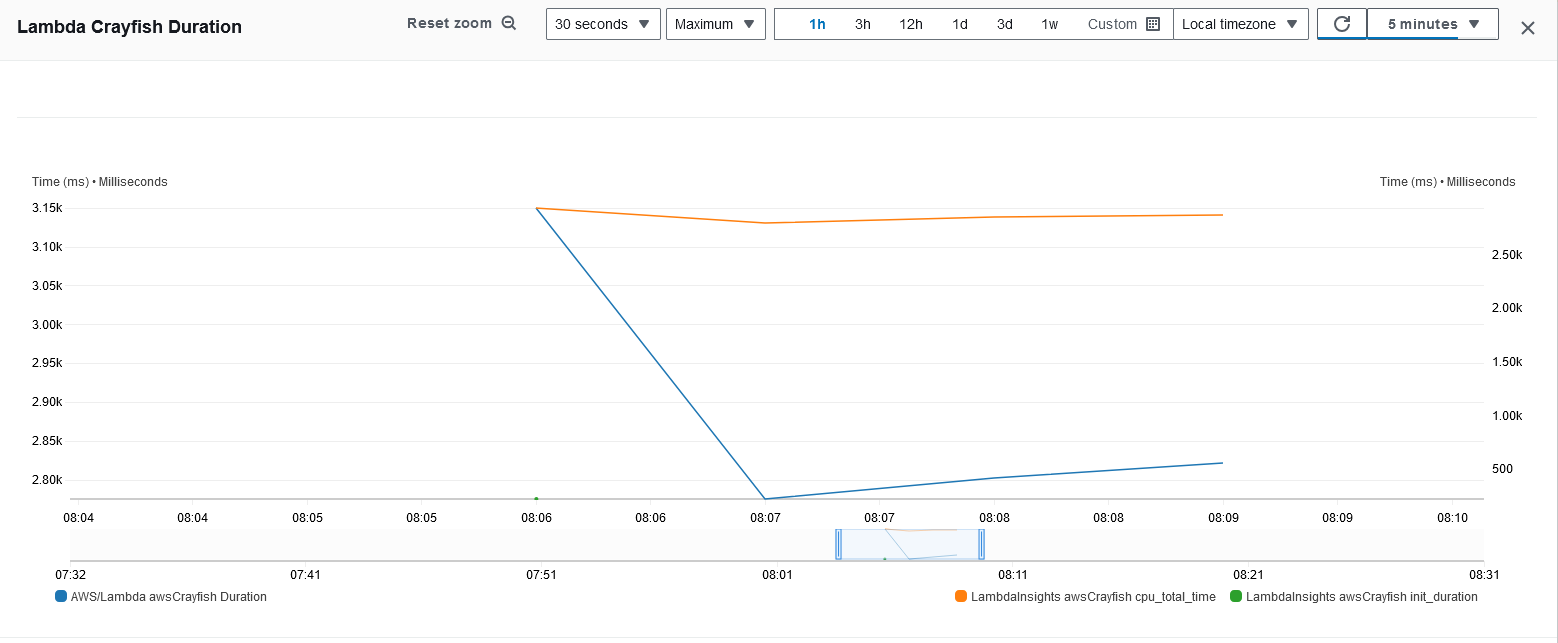 Lambda Crayfish Duration
Reset zoom 30 seconds Maximum 1h 3h 12h 1d 3d 1w Custom Local timezone 5 minutes
Time (ms) • Milliseconds Time (ms) • Milliseconds
3.15k
3.10k
2.50k
3.05k
2.00k
3.00k
2.95k 1.50k
2.90k
1.00k
2.85k
500
2.80k
08:04 08:04 08:05 08:05 08:06 08:06 08:07 08:07 08:08 08:08 08:09 08:09 08:10
07:32 07:41 07:51 08:01 08:11 08:21 08:31
AWS/Lambda awsCrayfish Duration LambdaInsights awsCrayfish cpu_total_time LambdaInsights awsCrayfish init_duration